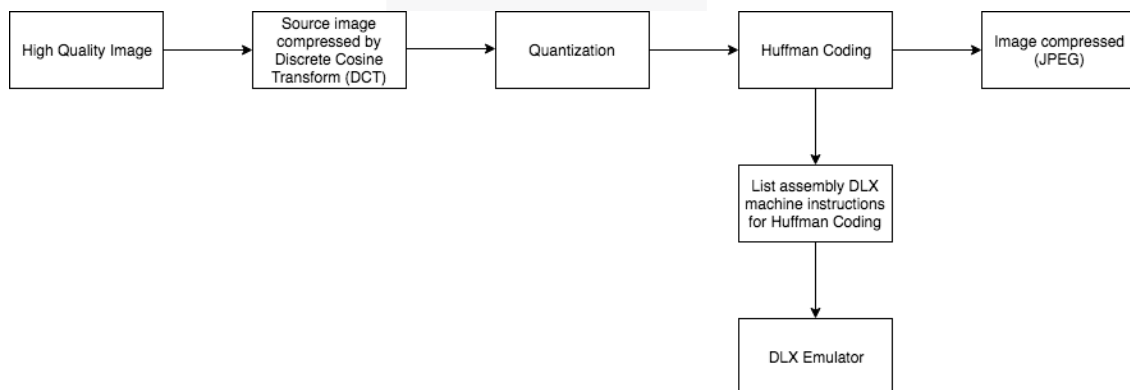 High Quality Image
Source image
compressed by
Discrete Cosine
Transform (DCT)
Quantization
Huffman Coding
Image compressed
(JPEG)
List assembly DLX
machine instructions
for Huffman Coding
DLX Emulator